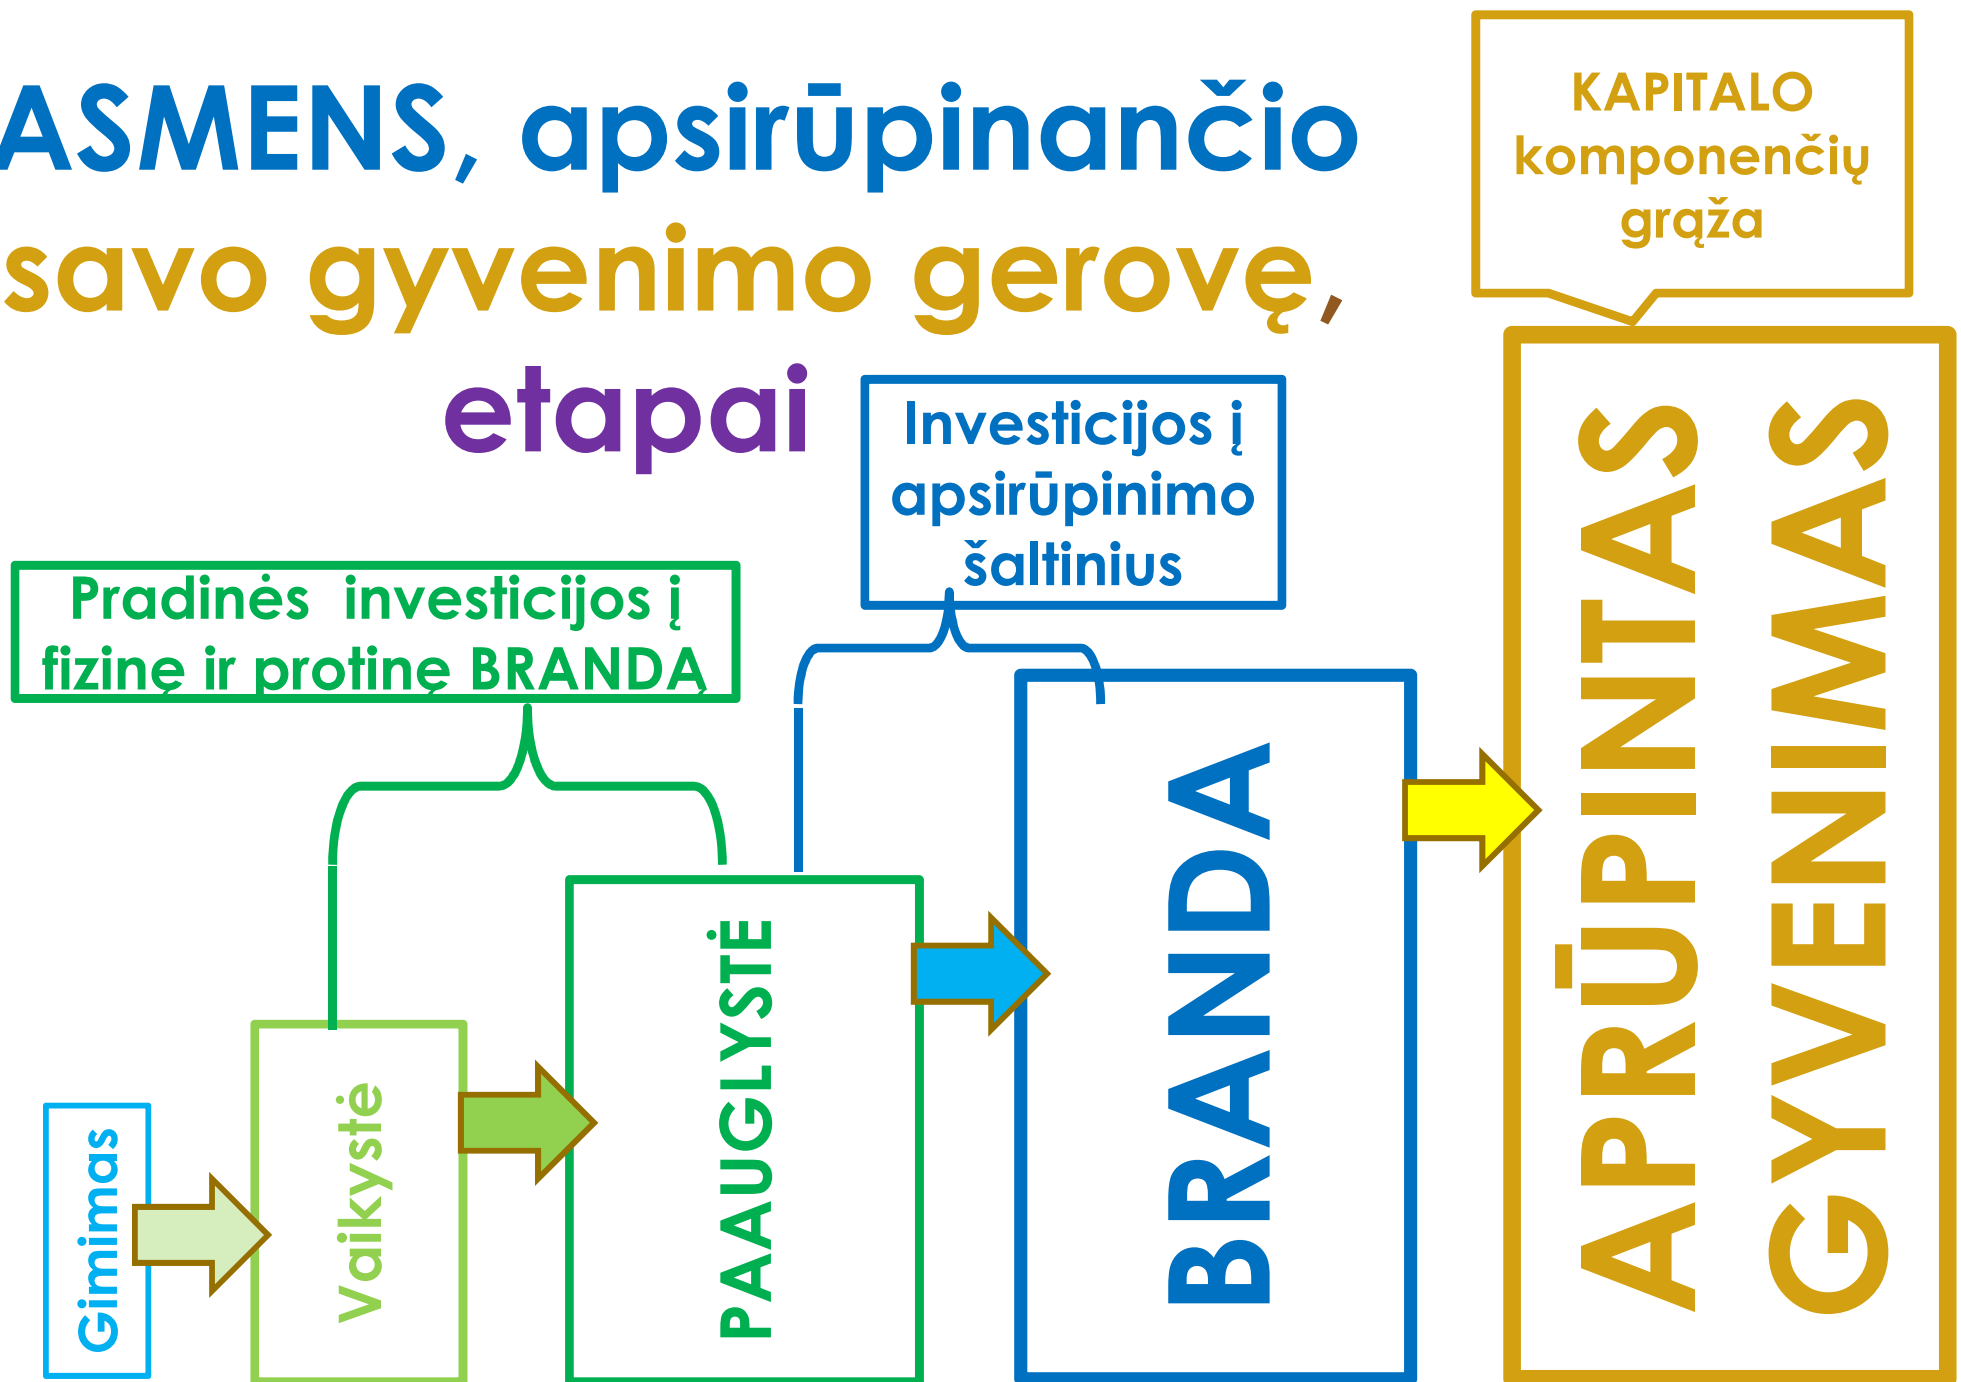 ASMENS, apsirūpinančio
savo gyvenimo gerovę,
etapai
KAPITALO
komponenčių
grąža
Investicijos į
apsirūpinimo
šaltinius
Pradinės investicijos į
fizinę ir protinę BRANDĄ
Gimimas
Vaikystė
PAAUGLYSTĖ
BRANDA
APRŪPINTAS
GYVENIMAS